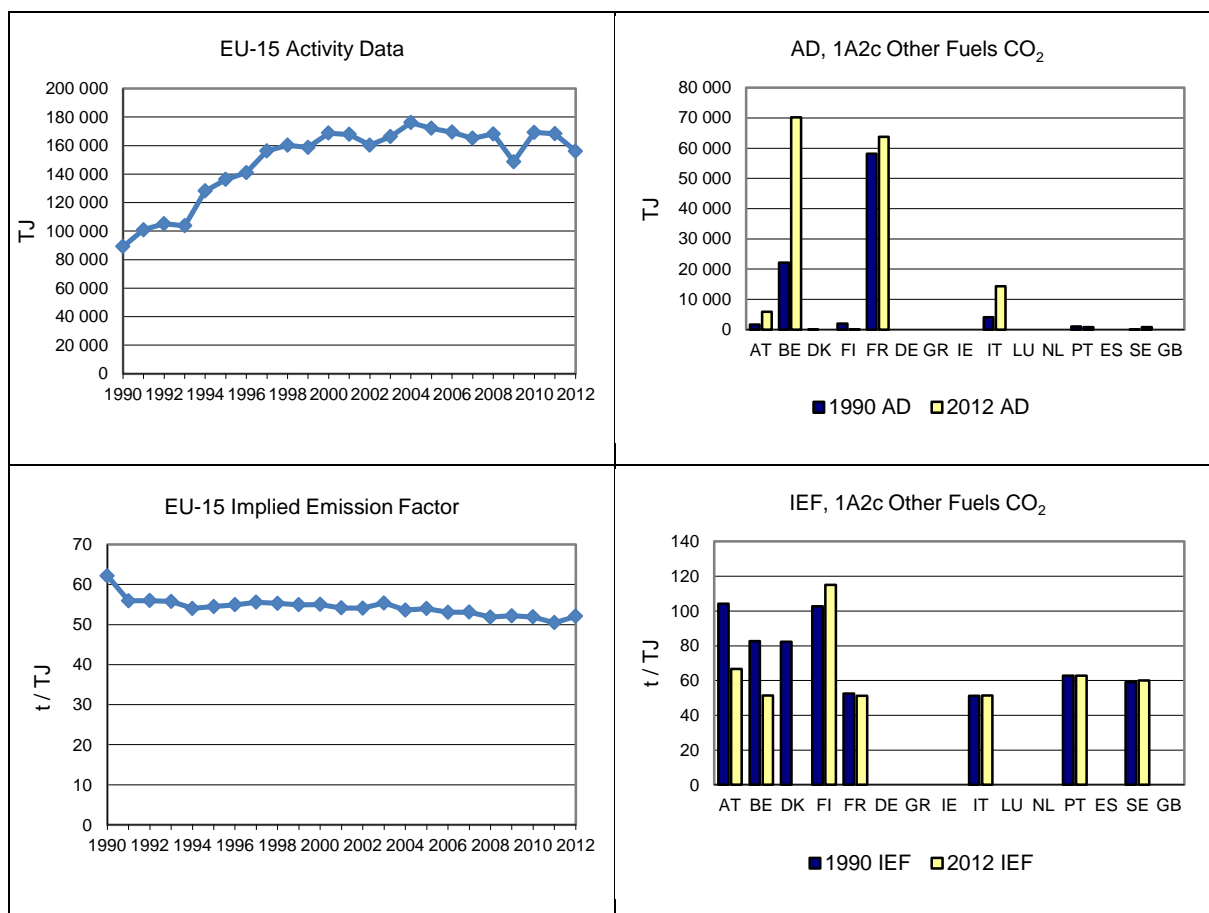 EU-15 Activity Data
200 000
180 000
160 000
140 000
120 000
100 000
80 000
60 000
40 000
20 000
0
TJ
1990 1992 1994 1996 1998 2000 2002 2004 2006 2008 2010 2012
AD, 1A2c Other Fuels CO₂
80 000
70 000
60 000
50 000
40 000
30 000
20 000
10 000
0
TJ
AT BE DK FI FR DE GR IE IT LU NL PT ES SE GB
1990 AD 2012 AD
EU-15 Implied Emission Factor
70
60
50
40
30
20
10
0
t / TJ
1990 1992 1994 1996 1998 2000 2002 2004 2006 2008 2010 2012
IEF, 1A2c Other Fuels CO₂
140
120
100
80
60
40
20
0
t / TJ
AT BE DK FI FR DE GR IE IT LU NL PT ES SE GB
1990 IEF 2012 IEF